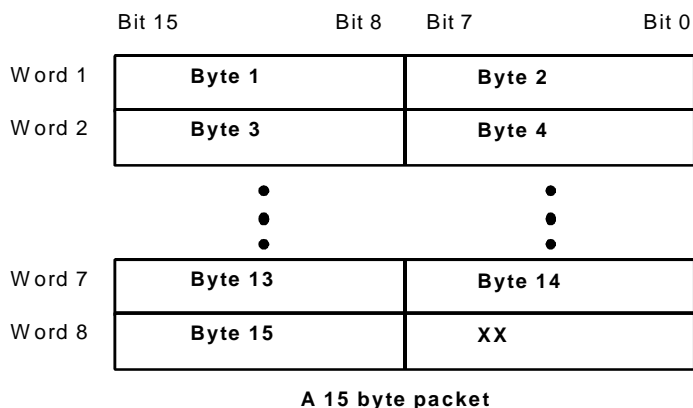 Bit 15 Bit 8 Bit 7 Bit 0
Word 1 Byte 1 Byte 2
Word 2 Byte 3 Byte 4
Word 7 Byte 13 Byte 14
Word 8 Byte 15 XX
A 15 byte packet